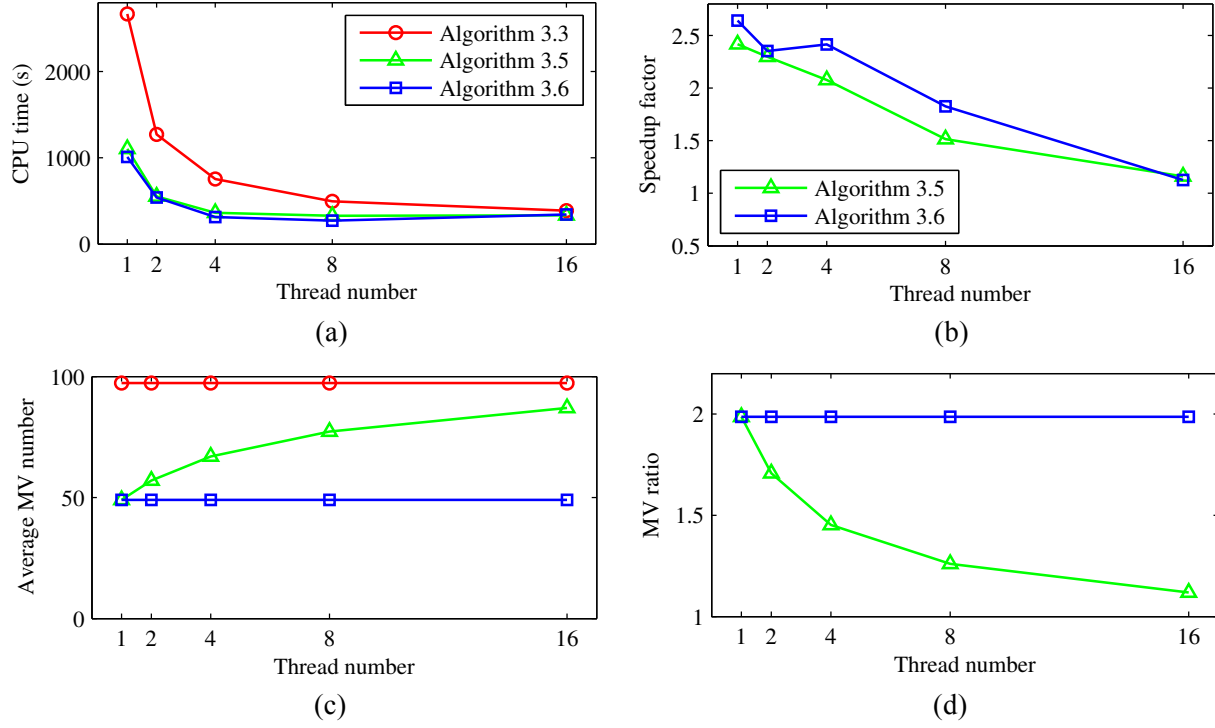 2000
1000
0
CPU time (s)
Algorithm 3.3
Algorithm 3.5
Algorithm 3.6
1 2 4 8 16
Thread number
(a)
2.5
2
1.5
1
0.5
Speedup factor
Algorithm 3.5
Algorithm 3.6
1 2 4 8 16
Thread number
(b)
100
50
0
Average MV number
1 2 4 8 16
Thread number
(c)
2
1.5
1
MV ratio
1 2 4 8 16
Thread number
(d)